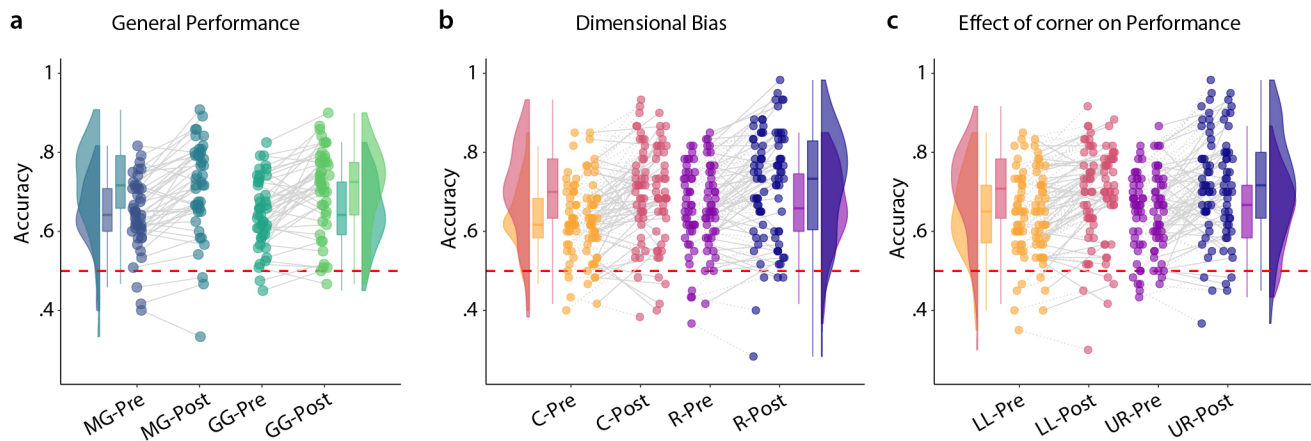 a
General Performance
Accuracy
1
.8
.6
.4
MG-Pre
MG-Post
GG-Pre
GG-Post
b
Dimensional Bias
Accuracy
1
.8
.6
.4
C-Pre
C-Post
R-Pre
R-Post
c
Effect of corner on Performance
Accuracy
1
.8
.6
.4
LL-Pre
LL-Post
UR-Pre
UR-Post